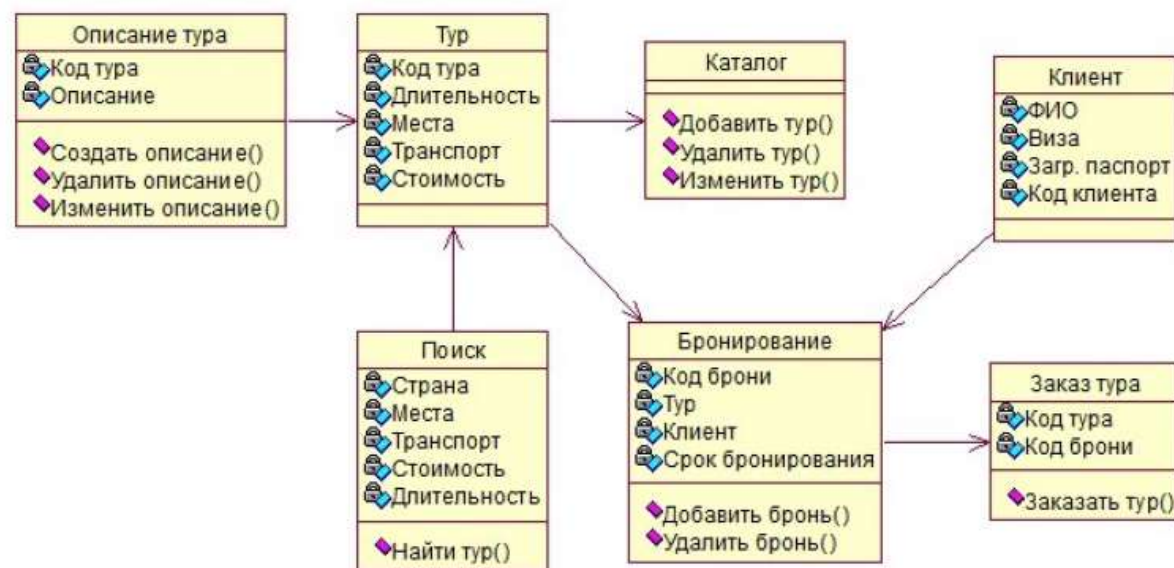 Описание тура
Код тура
Описание
Создать описание()
Удалить описание()
Изменить описание()
Тур
Код тура
Длительность
Места
Транспорт
Стоимость
Каталог
Добавить тур()
Удалить тур()
Изменить тур()
Клиент
ФИО
Виза
Загр. паспорт
Код клиента
Поиск
Страна
Места
Транспорт
Стоимость
Длительность
Найти тур()
Бронирование
Код брони
Тур
Клиент
Срок бронирования
Добавить бронь()
Удалить бронь()
Заказ тура
Код тура
Код брони
Заказать тур()